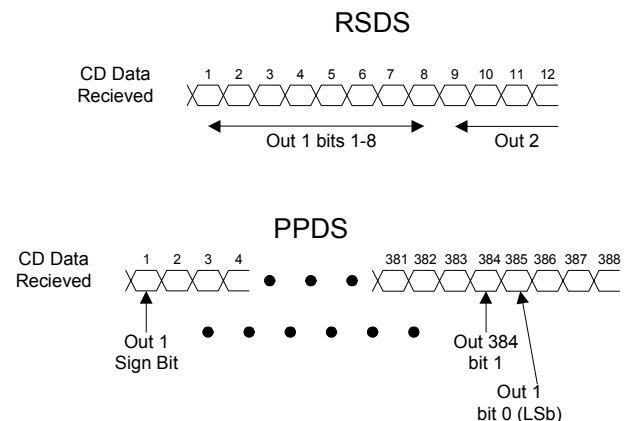 RSDS
CD Data
Recieved
1 2 3 4 5 6 7 8 9 10 11 12
Out 1 bits 1-8
Out 2
PPDS
CD Data
Recieved
1 2 3 4 381 382 383 384 385 386 387 388
Out 1
Sign Bit
Out 384
bit 1
Out 1
bit 0 (LSb)